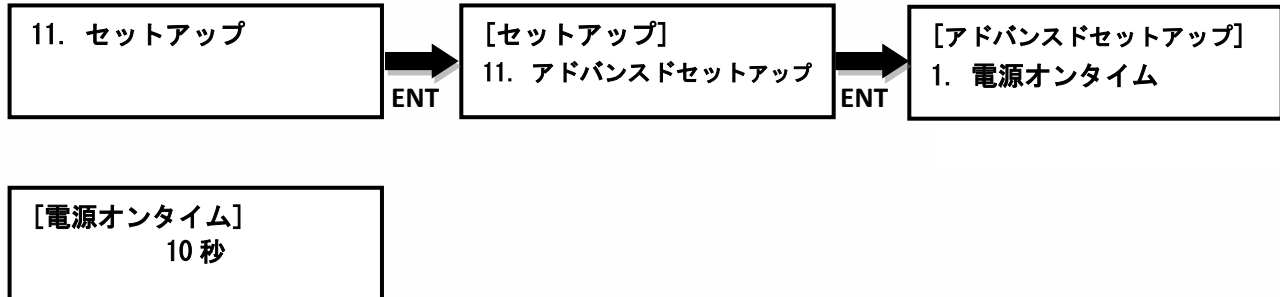 11. セットアップ
ENT
[セットアップ]
11. アドバンスドセットアップ
ENT
[アドバンスドセットアップ]
1. 電源オンタイム
[電源オンタイム]
10 秒